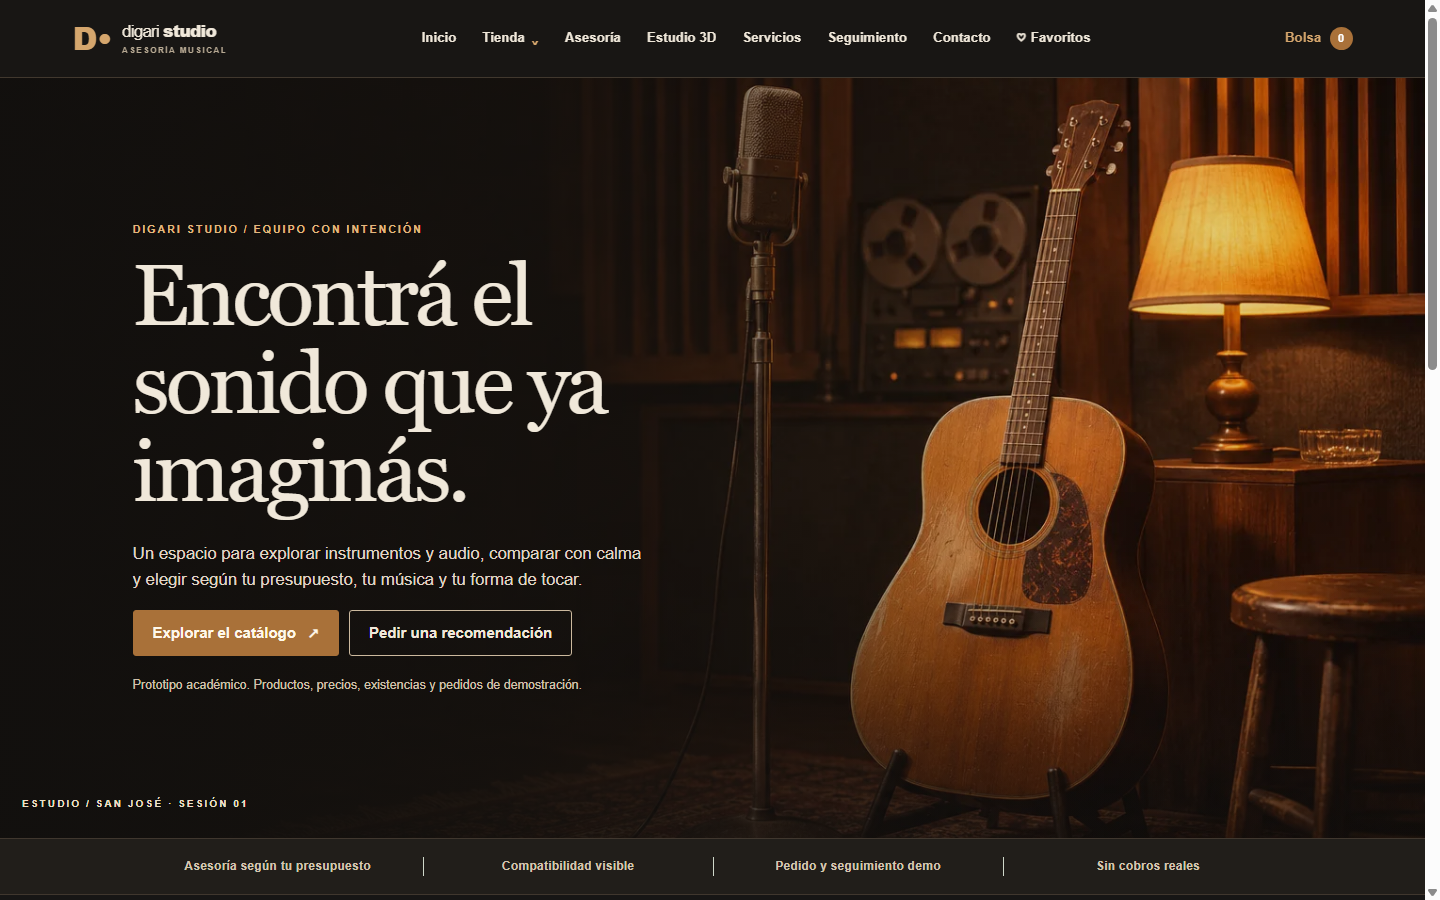 D•
digari studio
ASESORÍA MUSICAL
Inicio
Tienda
Asesoría
Estudio 3D
Servicios
Seguimiento
Contacto
♡ Favoritos
Bolsa 0
DIGARI STUDIO / EQUIPO CON INTENCIÓN
Encontrá el
sonido que ya
imaginás.
Un espacio para explorar instrumentos y audio, comparar con calma
y elegir según tu presupuesto, tu música y tu forma de tocar.
Explorar el catálogo ↗
Pedir una recomendación
Prototipo académico. Productos, precios, existencias y pedidos de demostración.
ESTUDIO / SAN JOSÉ · SESIÓN 01
Asesoría según tu presupuesto
Compatibilidad visible
Pedido y seguimiento demo
Sin cobros reales